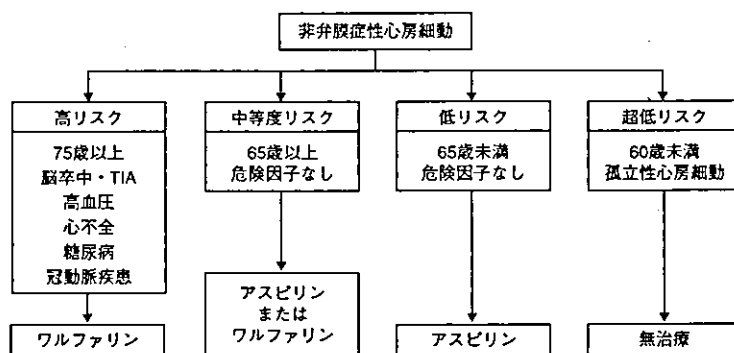 非弁膜症性心房細動
高リスク
75歳以上
脳卒中・TIA
高血圧
心不全
糖尿病
冠動脈疾患
ワルファリン
中等度リスク
65歳以上
危険因子なし
アスピリン
または
ワルファリン
低リスク
65歳未満
危険因子なし
アスピリン
超低リスク
60歳未満
孤立性心房細動
無治療